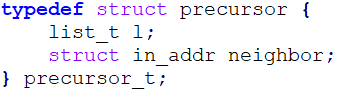 typedef struct precursor {
    list_t l;
    struct in_addr neighbor;
} precursor_t;